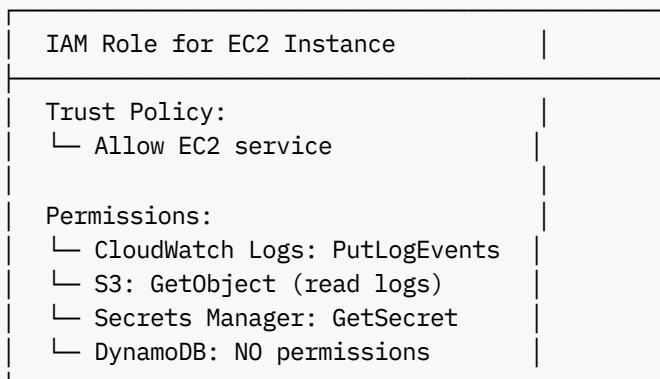 IAM Role for EC2 Instance
Trust Policy:
└─ Allow EC2 service
Permissions:
└─ CloudWatch Logs: PutLogEvents
└─ S3: GetObject (read logs)
└─ Secrets Manager: GetSecret
└─ DynamoDB: NO permissions